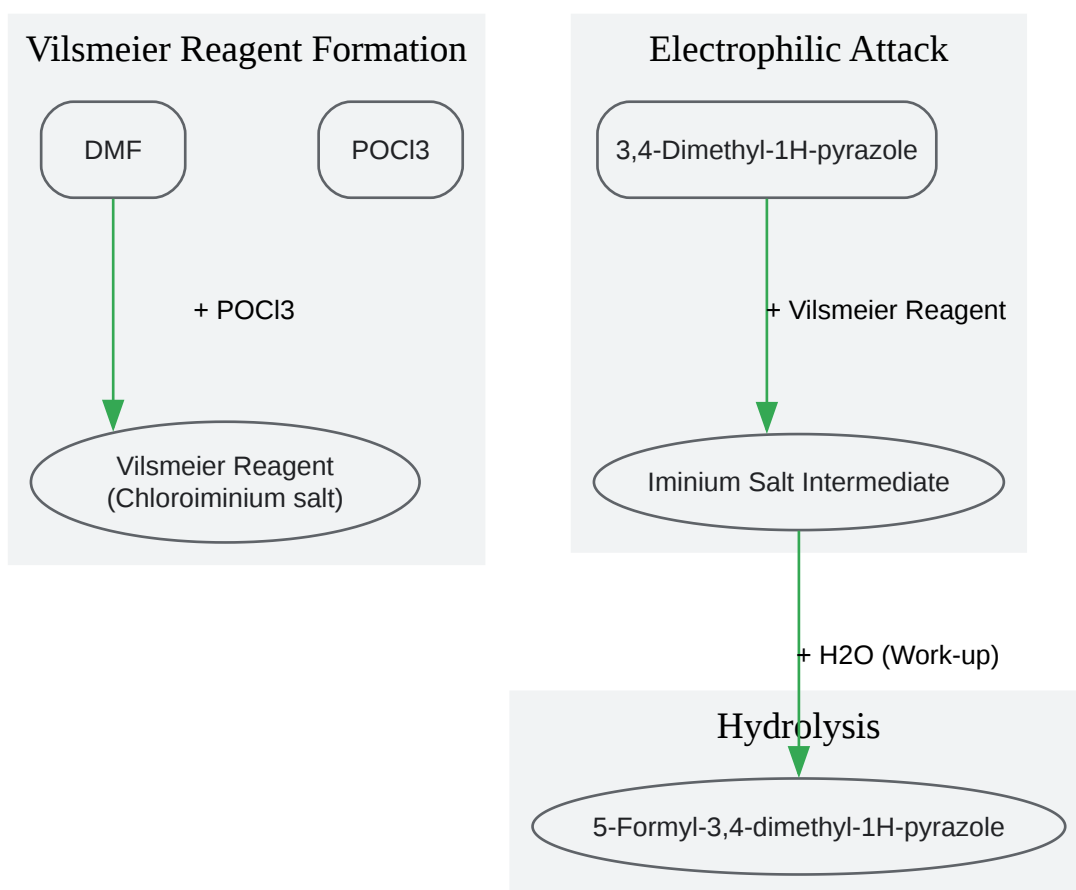 Vilsmeier Reagent Formation
DMF
POCl3
+ POCl3
Vilsmeier Reagent
(Chloroiminium salt)
Electrophilic Attack
3,4-Dimethyl-1H-pyrazole
+ Vilsmeier Reagent
Iminium Salt Intermediate
+ H2O (Work-up)
Hydrolysis
5-Formyl-3,4-dimethyl-1H-pyrazole